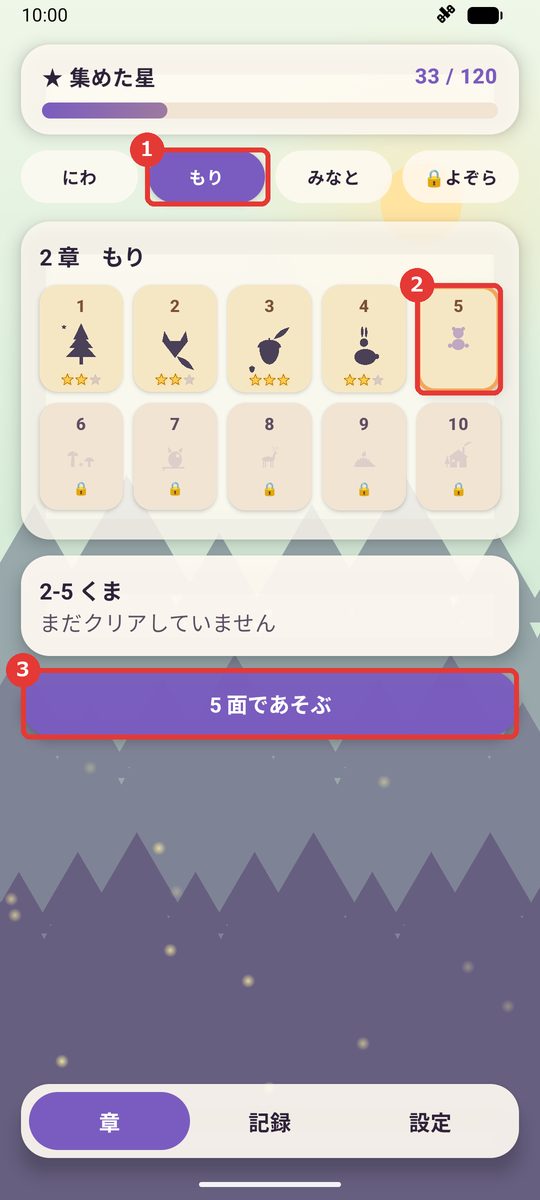 10:00
★ 集めた星 33 / 120
1
にわ もり みなと 🔒よぞら
2章 もり
2
1 2 3 4 5
6 7 8 9 10
2-5 くま
まだクリアしていません
3
5 面であそぶ
章 記録 設定